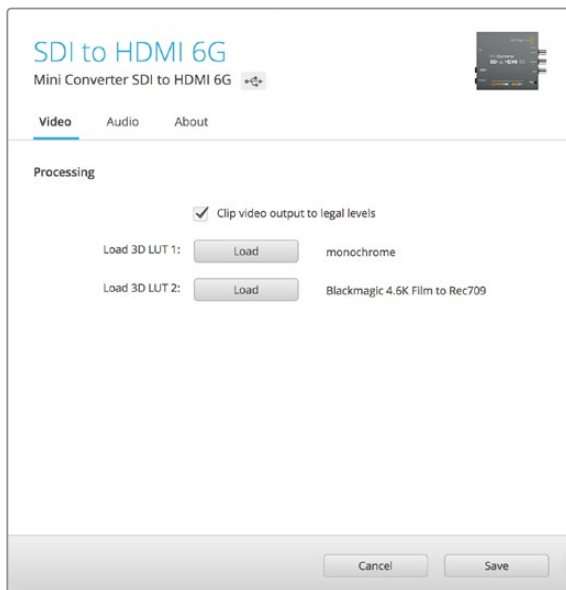 SDI to HDMI 6G
Mini Converter SDI to HDMI 6G
Video Audio About
Processing
Clip video output to legal levels
Load 3D LUT 1: Load monochrome
Load 3D LUT 2: Load Blackmagic 4.6K Film to Rec709
Cancel Save